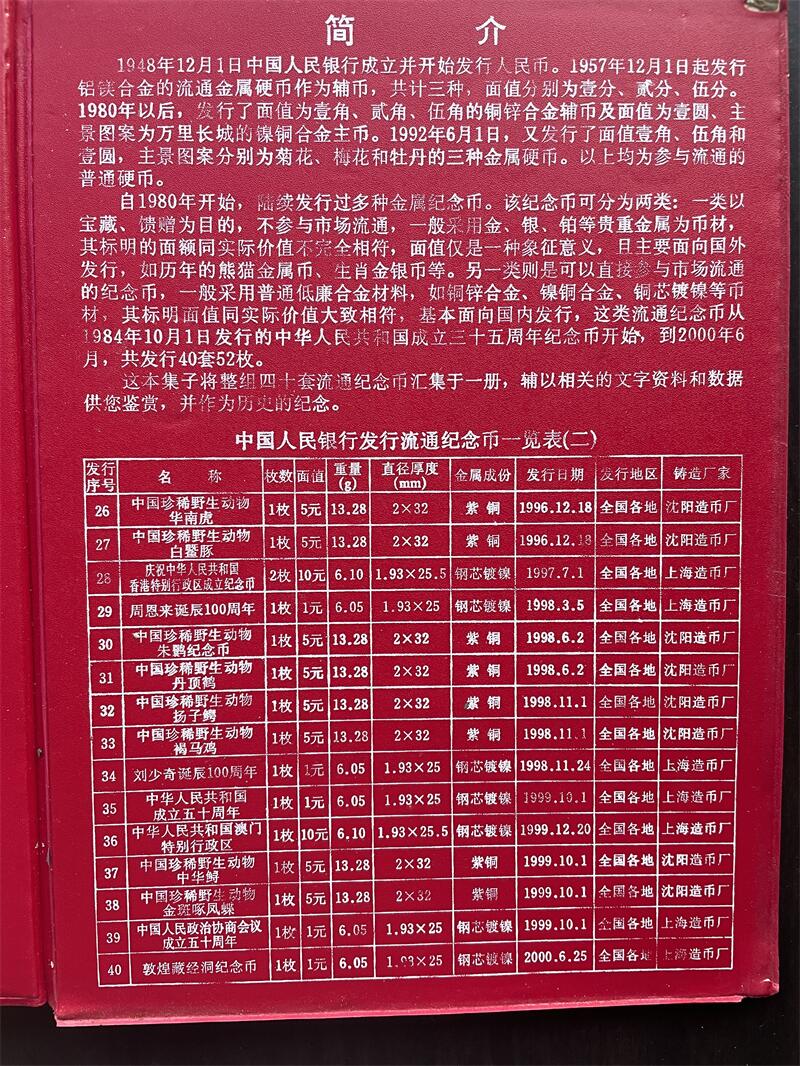 简 介
1948年12月1日中国人民银行成立并开始发行人民币。1957年12月1日起发行
铝镁合金的流通金属硬币作为辅币，共计三种，面值分别为壹分、贰分、伍分。
1980年以后，发行了面值为壹角、贰角、伍角的铜锌合金辅币及面值为壹圆、主
景图案为万里长城的镍铜合金主币。1992年6月1日，又发行了面值壹角、伍角和
壹圆，主景图案分别为菊花、梅花和牡丹的三种金属硬币。以上均为参与流通的
普通硬币。
自1980年开始，陆续发行过多种金属纪念币。该纪念币可分为两类：一类以
宝藏、馈赠为目的，不参与市场流通，一般采用金、银、铂等贵重金属为币材，
其标明的面额同实际价值不完全相符，面值仅是一种象征意义，且主要面向国外
发行，如历年的熊猫金属币、生肖金银币等。另一类则是可以直接参与市场流通
的纪念币，一般采用普通低廉合金材料，如铜锌合金、镍铜合金、铜芯镀镍等币
材，其标明面值同实际价值大致相符，基本面向国内发行，这类流通纪念币从
1984年10月1日发行的中华人民共和国成立三十五周年纪念币开始，到2000年6
月，共发行40套52枚。
这本集子将整组四十套流通纪念币汇集于一册，辅以相关的文字资料和数据
供您鉴赏，并作为历史的纪念。
中国人民银行发行流通纪念币一览表(二)
发行序号 名 称 枚数 面值 重量(g) 直径厚度(mm) 金属成份 发行日期 发行地区 铸造厂家
26 中国珍稀野生动物华南虎 1枚 5元 13.28 2×32 紫铜 1996.12.18 全国各地 沈阳造币厂
27 中国珍稀野生动物白鳖豚 1枚 5元 13.28 2×32 紫铜 1996.12.18 全国各地 沈阳造币厂
28 庆祝中华人民共和国香港特别行政区成立纪念币 2枚 10元 6.10 1.93×25.5 钢芯镀镍 1997.7.1 全国各地 上海造币厂
29 周恩来诞辰100周年 1枚 1元 6.05 1.93×25 钢芯镀镍 1998.3.5 全国各地 上海造币厂
30 中国珍稀野生动物朱鹮纪念币 1枚 5元 13.28 2×32 紫铜 1998.6.2 全国各地 沈阳造币厂
31 中国珍稀野生动物丹顶鹤 1枚 5元 13.28 2×32 紫铜 1998.6.2 全国各地 沈阳造币厂
32 中国珍稀野生动物扬子鳄 1枚 5元 13.28 2×32 紫铜 1998.11.1 全国各地 沈阳造币厂
33 中国珍稀野生动物褐马鸡 1枚 5元 13.28 2×32 紫铜 1998.11.1 全国各地 沈阳造币厂
34 刘少奇诞辰100周年 1枚 1元 6.05 1.93×25 钢芯镀镍 1998.11.24 全国各地 上海造币厂
35 中华人民共和国成立五十周年 1枚 1元 6.05 1.93×25 钢芯镀镍 1999.10.1 全国各地 上海造币厂
36 中华人民共和国澳门特别行政区 1枚 10元 6.10 1.93×25.5 钢芯镀镍 1999.12.20 全国各地 上海造币厂
37 中国珍稀野生动物中华鲟 1枚 5元 13.28 2×32 紫铜 1999.10.1 全国各地 沈阳造币厂
38 中国珍稀野生动物金斑喙凤蝶 1枚 5元 13.28 2×32 紫铜 1999.10.1 全国各地 沈阳造币厂
39 中国人民政治协商会议成立五十周年 1枚 1元 6.05 1.93×25 钢芯镀镍 1999.10.1 全国各地 上海造币厂
40 敦煌藏经洞纪念币 1枚 1元 6.05 1.93×25 钢芯镀镍 2000.6.25 全国各地 上海造币厂